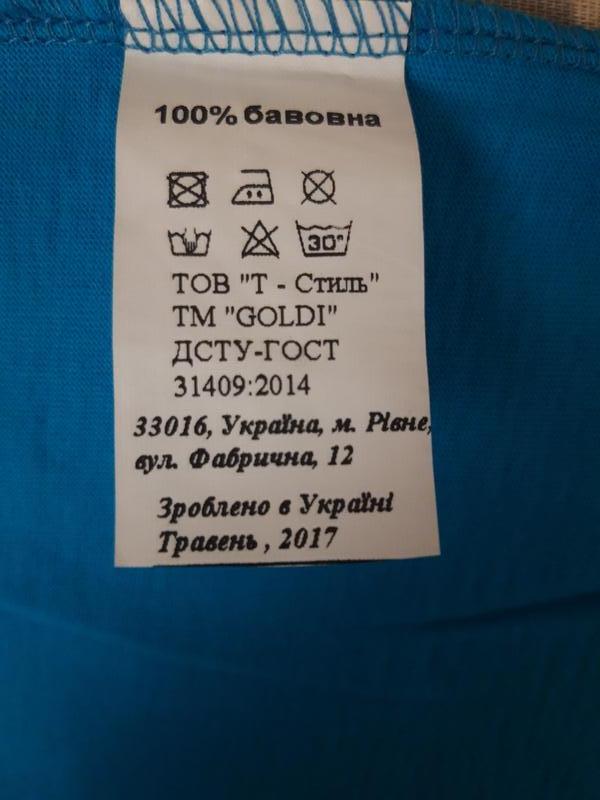 100% бавовна
30°
ТОВ "Т - Стиль"
ТМ "GOLDI"
ДСТУ-ГОСТ
31409:2014
33016, Україна, м. Рівне,
вул. Фабрична, 12
Зроблено в Україні
Травень , 2017